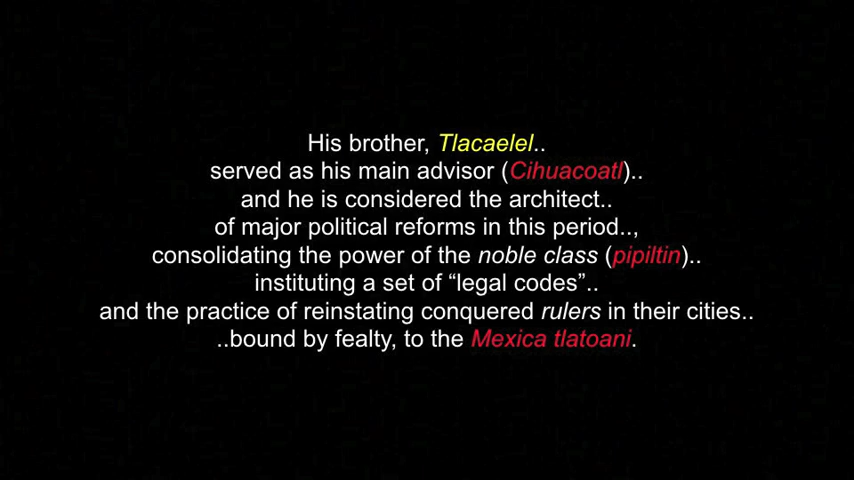 His brother, Tlacaelel..
served as his main advisor (Cihuacoatl)..
and he is considered the architect..
of major political reforms in this period..,
consolidating the power of the noble class (pipiltin)..
instituting a set of “legal codes”..
and the practice of reinstating conquered rulers in their cities..
..bound by fealty, to the Mexica tlatoani.